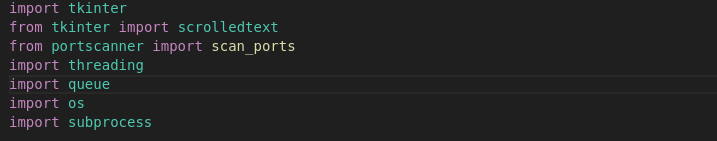 import tkinter
from tkinter import scrolledtext
from portscanner import scan_ports
import threading
import queue
import os
import subprocess